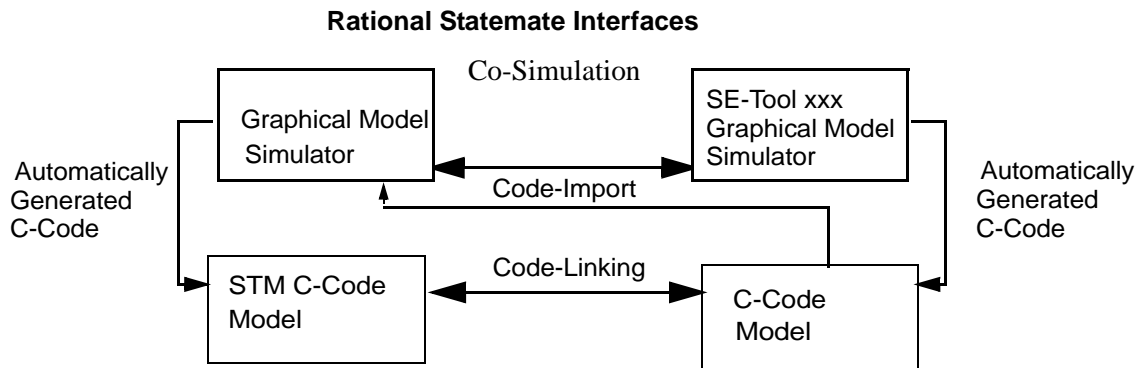 Rational Statemate Interfaces
Co-Simulation
Graphical Model
Simulator
SE-Tool xxx
Graphical Model
Simulator
Automatically
Generated
C-Code
Code-Import
Automatically
Generated
C-Code
STM C-Code
Model
Code-Linking
C-Code
Model